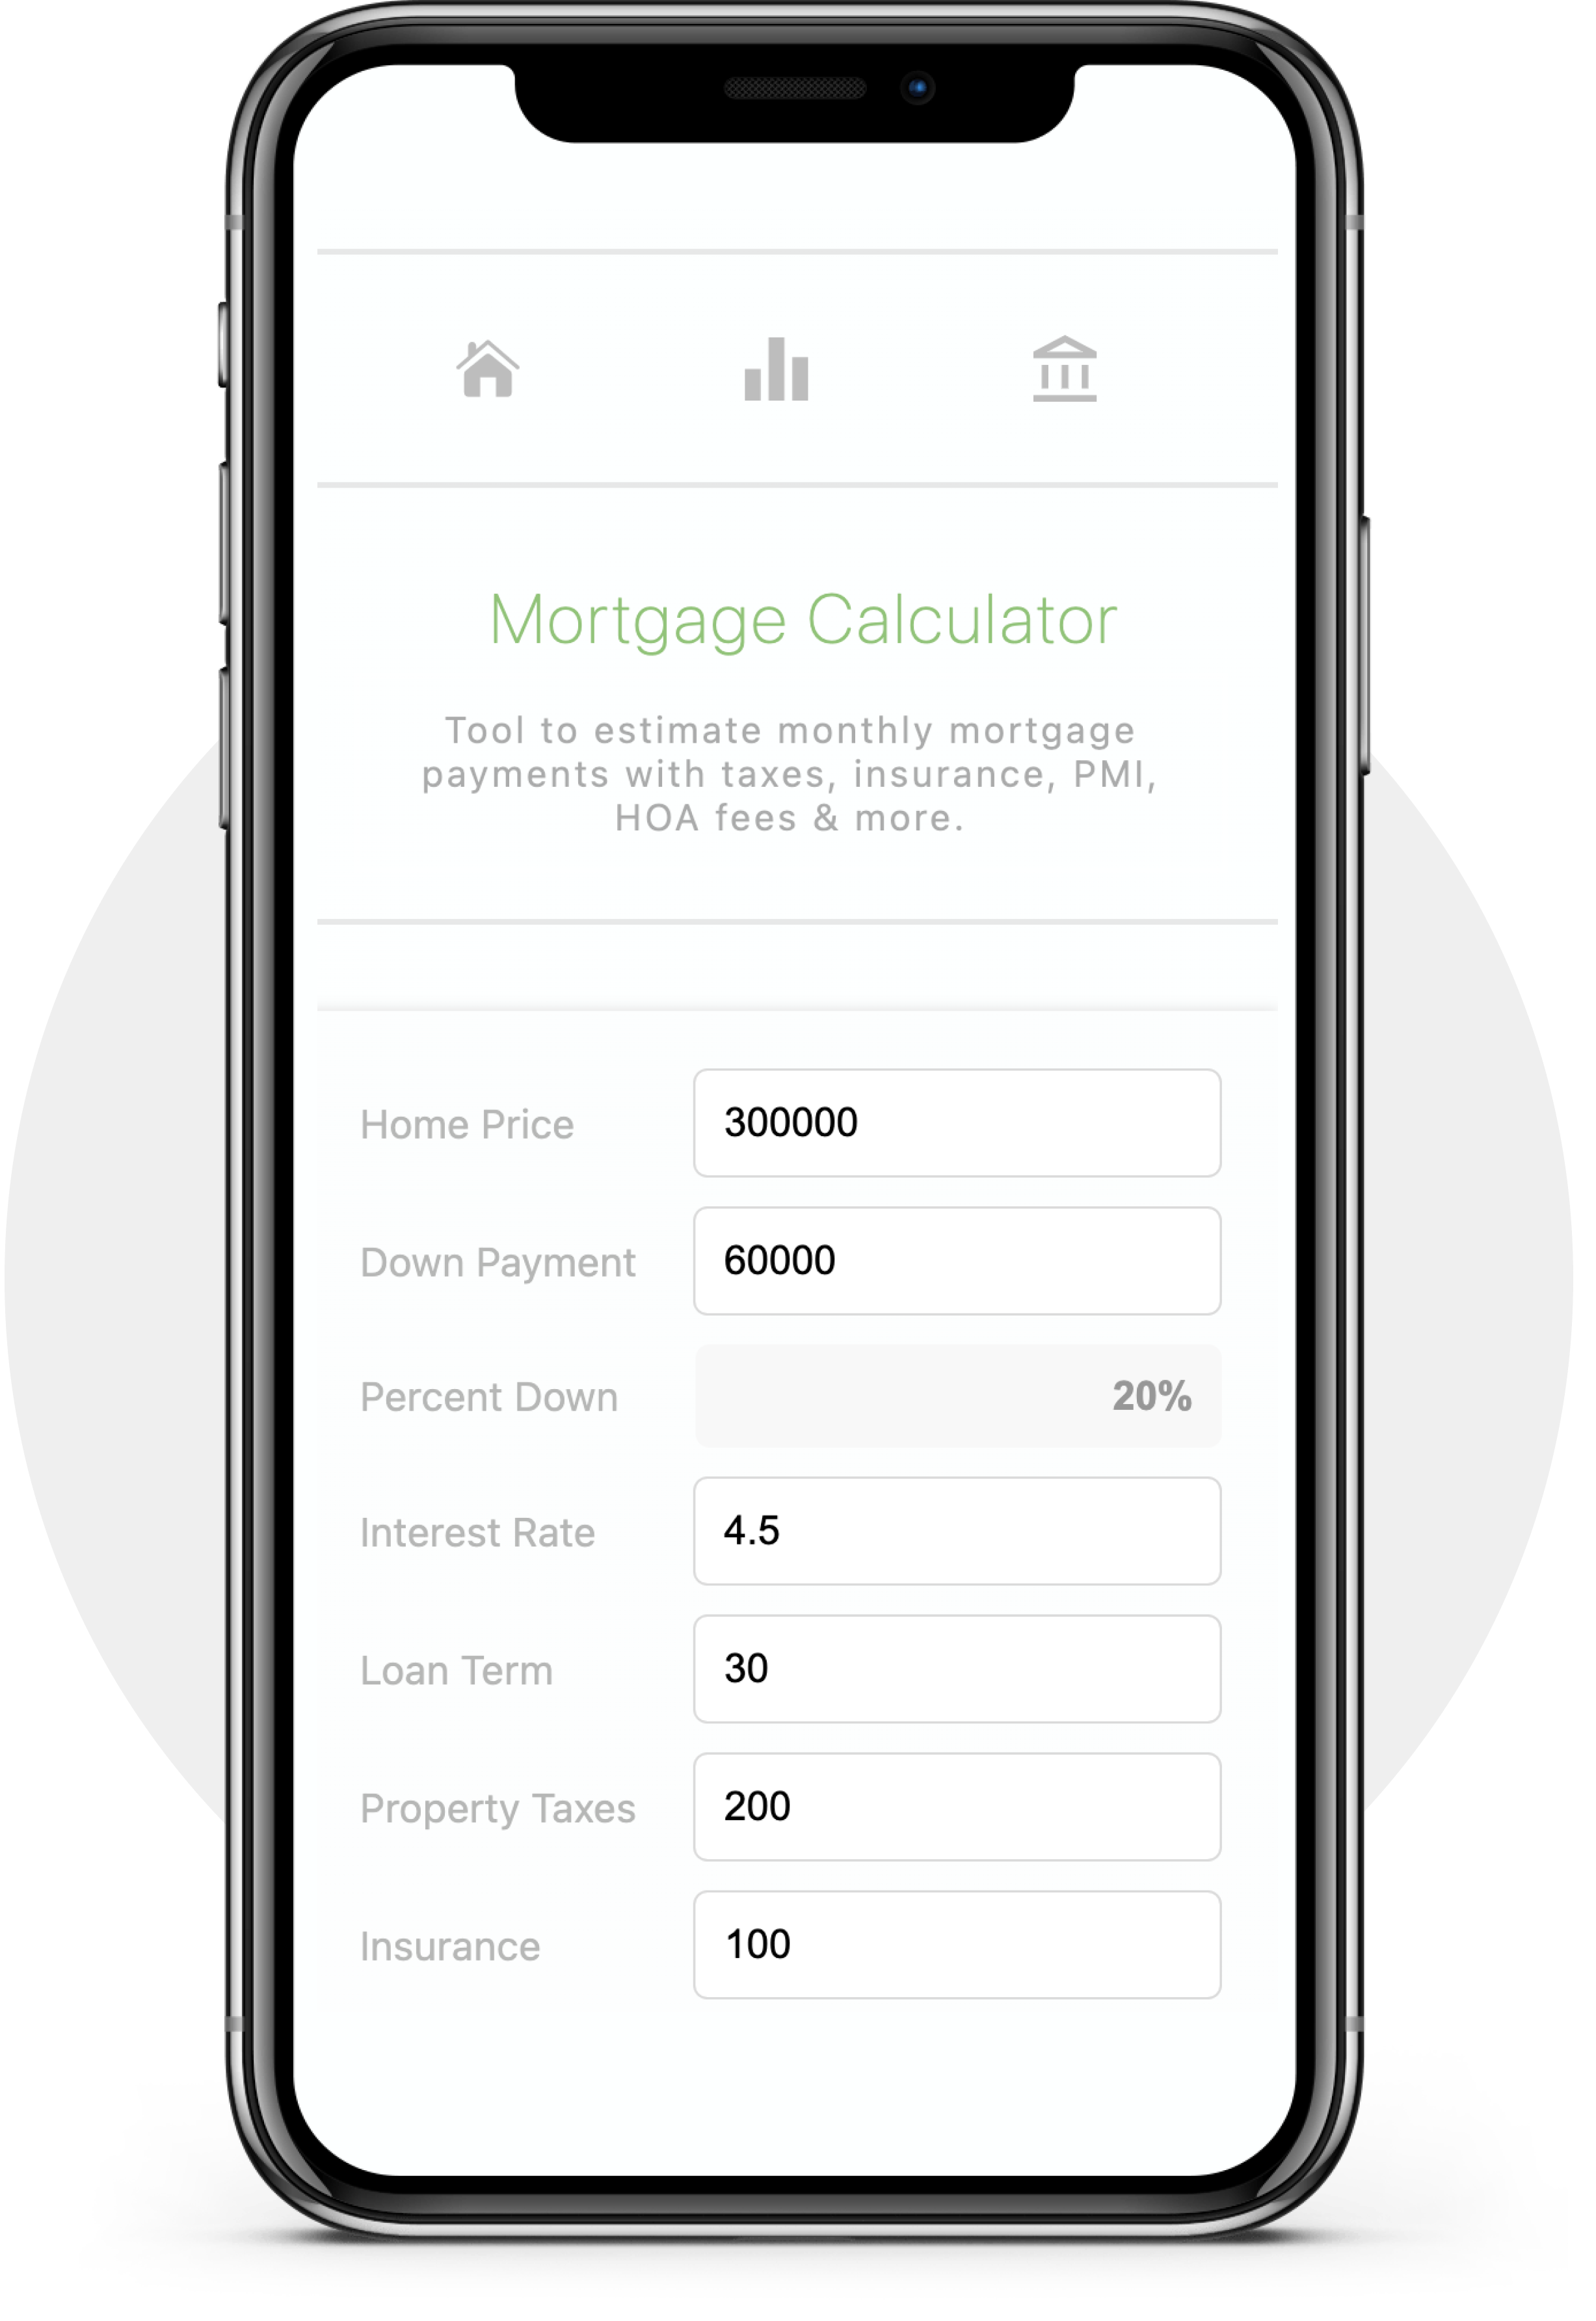 Mortgage Calculator
Tool to estimate monthly mortgage
payments with taxes, insurance, PMI,
HOA fees & more.
Home Price 300000
Down Payment 60000
Percent Down 20%
Interest Rate 4.5
Loan Term 30
Property Taxes 200
Insurance 100